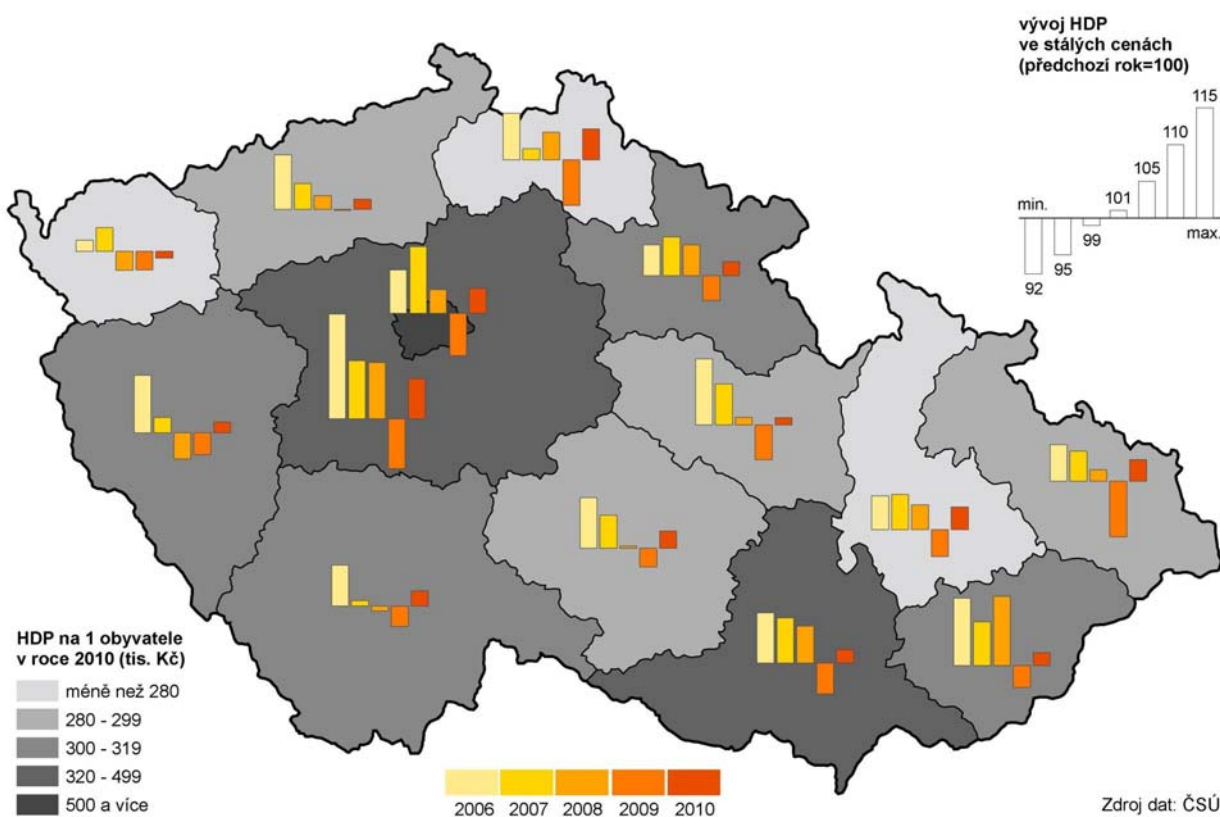 vývoj HDP
ve stálých cenách
(předchozí rok=100)
115
110
105
101
min.
99
max.
95
92
HDP na 1 obyvatele
v roce 2010 (tis. Kč)
méně než 280
280 - 299
300 - 319
320 - 499
500 a více
2006 2007 2008 2009 2010
Zdroj dat: ČSÚ